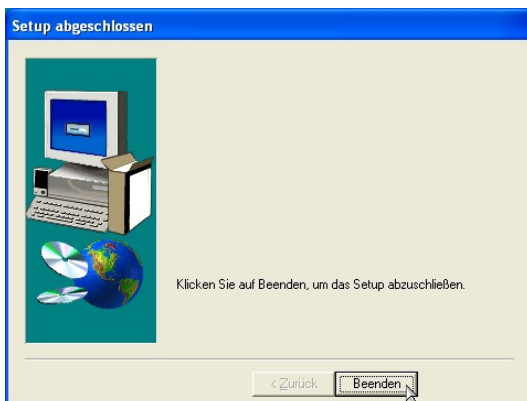 Setup abgeschlossen
Klicken Sie auf Beenden, um das Setup abzuschließen.
< Zurück
Beenden